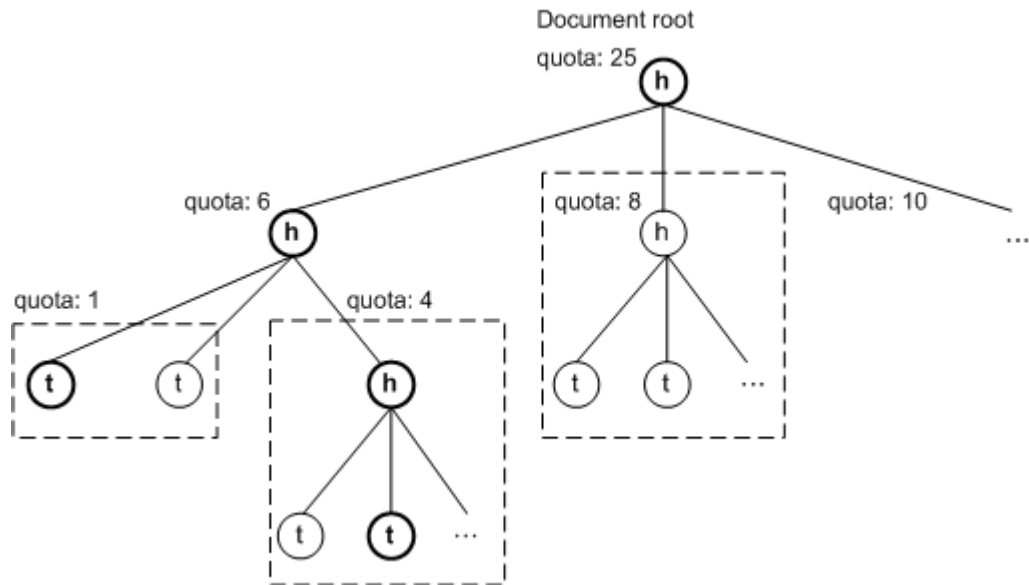 Document root
quota: 25
h
quota: 6
quota: 8
quota: 10
h
h
...
quota: 1
quota: 4
t
t
h
t
t
...
t
t
...